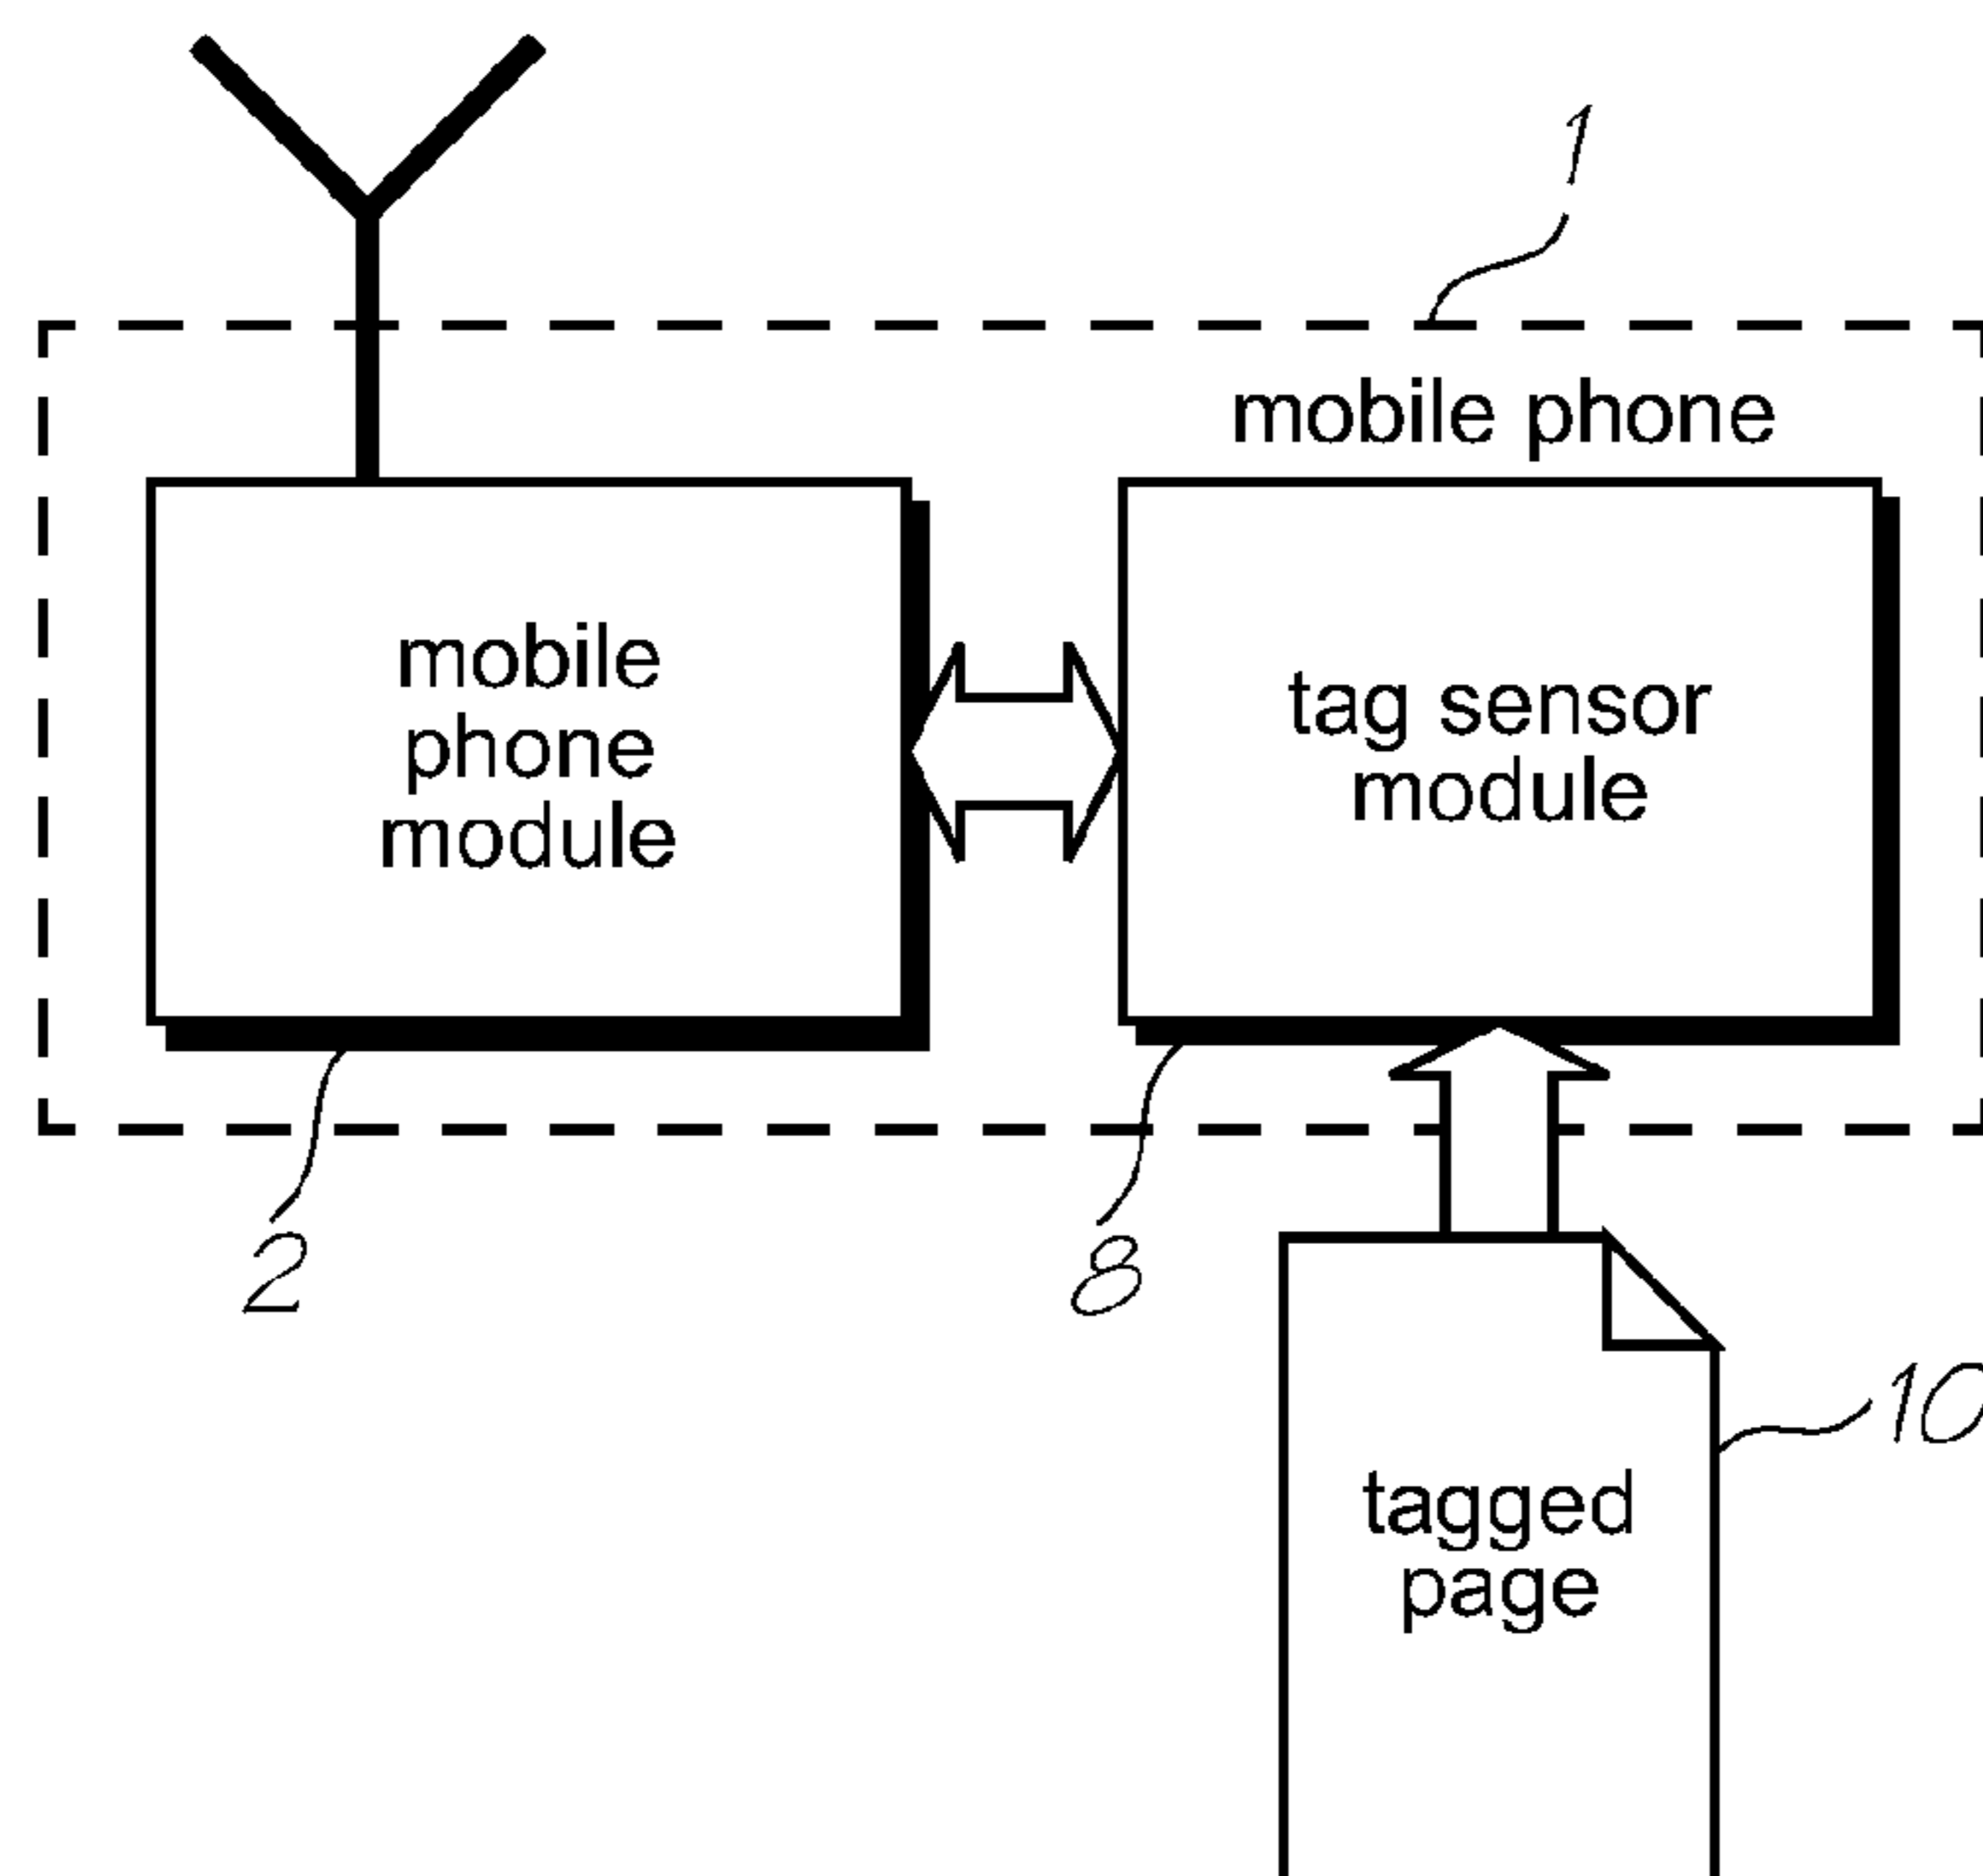 1
mobile phone
mobile
phone
module
tag sensor
module
2
8
10
tagged
page